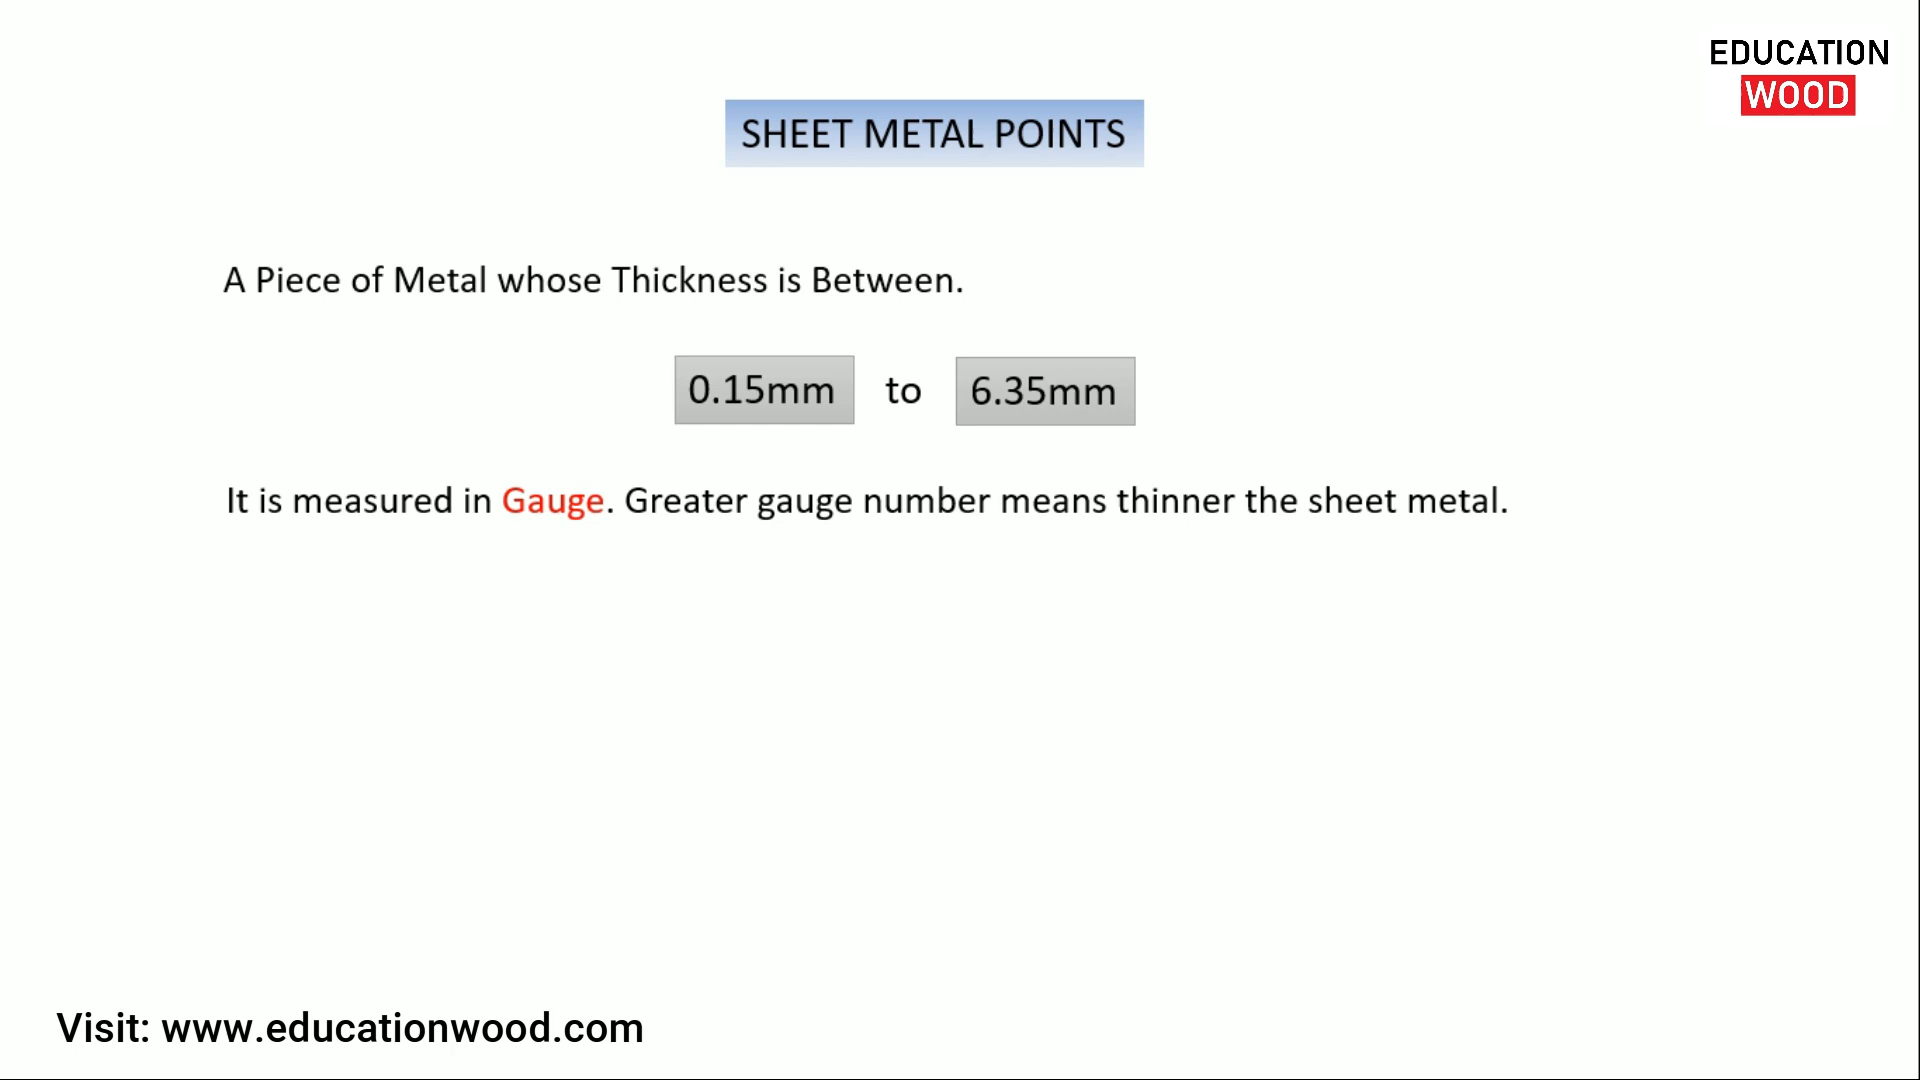 EDUCATION
WOOD
SHEET METAL POINTS
A Piece of Metal whose Thickness is Between.
0.15mm to 6.35mm
It is measured in Gauge. Greater gauge number means thinner the sheet metal.
Visit: www.educationwood.com